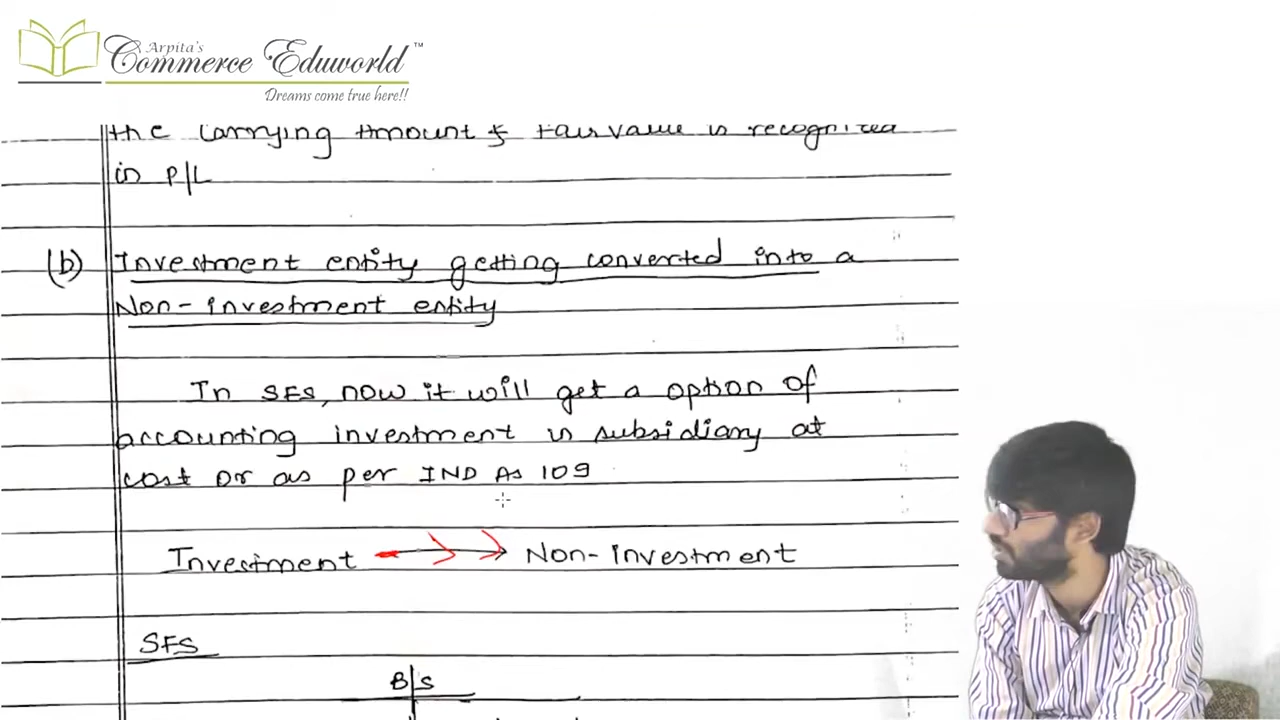 Arpita's
Commerce Eduworld™
Dreams come true here!!
the carrying Amount & Fair value is recognized
in P/L
(b) Investment entity getting converted into a
Non-investment entity
In SFS, now it will get a option of
accounting investment in subsidiary at
cost or as per IND AS 109
Investment → Non-investment
SFS
B/S